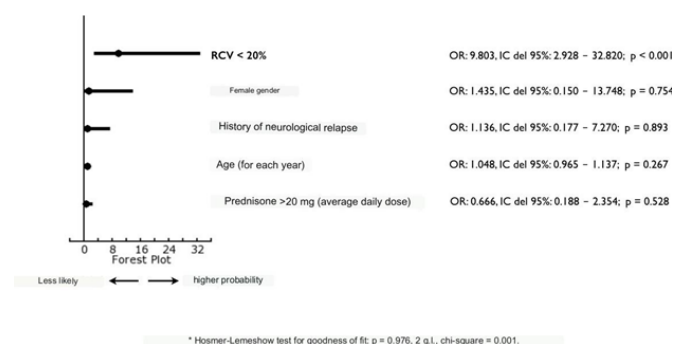 RCV < 20% OR: 9.803, IC del 95%: 2.928 – 32.820; p < 0.001
Female gender OR: 1.435, IC del 95%: 0.150 – 13.748; p = 0.754
History of neurological relapse OR: 1.136, IC del 95%: 0.177 – 7.270; p = 0.893
Age (for each year) OR: 1.048, IC del 95%: 0.965 – 1.137; p = 0.267
Prednisone >20 mg (average daily dose) OR: 0.666, IC del 95%: 0.188 – 2.354; p = 0.528
0 8 16 24 32
Forest Plot
Less likely higher probability
* Hosmer-Lemeshow test for goodness of fit: p = 0.976, 2 g.l., chi-square = 0.001.